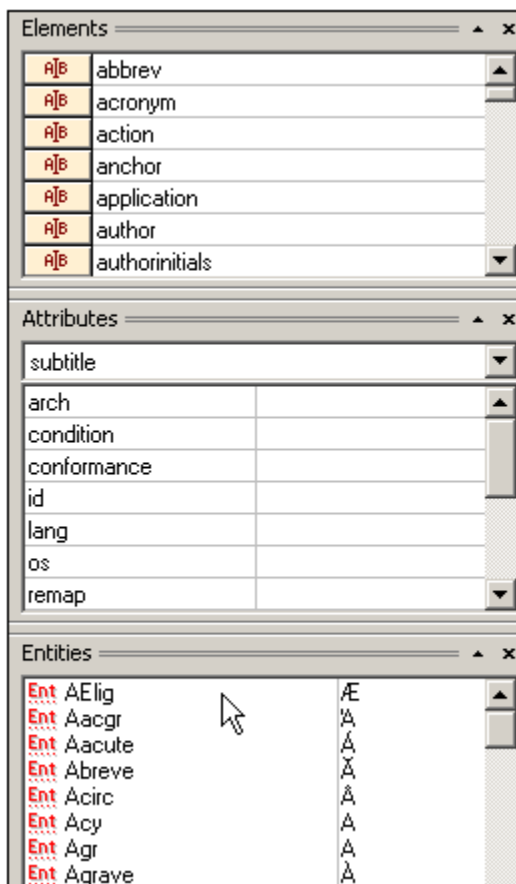 Elements
A B abbrev
A B acronym
A B action
A B anchor
A B application
A B author
A B authorinitials
Attributes
subtitle
arch
condition
conformance
id
lang
os
remap
Entities
Ent AElig Æ
Ent Aacgr Ά
Ent Aacute Á
Ent Abreve Ă
Ent Acirc Â
Ent Acy А
Ent Agr Α
Ent Agrave À